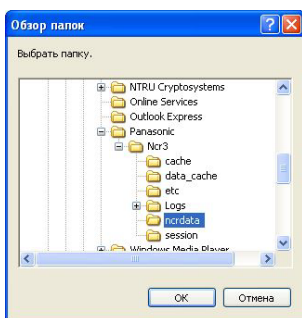 Обзор папок
Выбрать папку.
NTRU Cryptosystems
Online Services
Outlook Express
Panasonic
Ncr3
cache
data_cache
etc
Logs
ncrdata
session
Windows Media Player
OK
Отмена